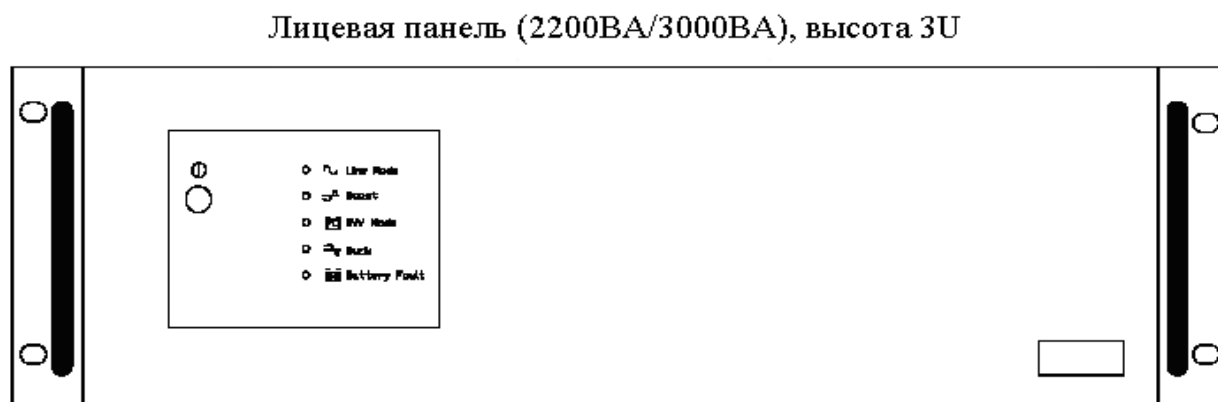 Лицевая панель (2200ВА/3000ВА), высота 3U
Line Mode
Boost
INV Mode
Buck
Battery Fault